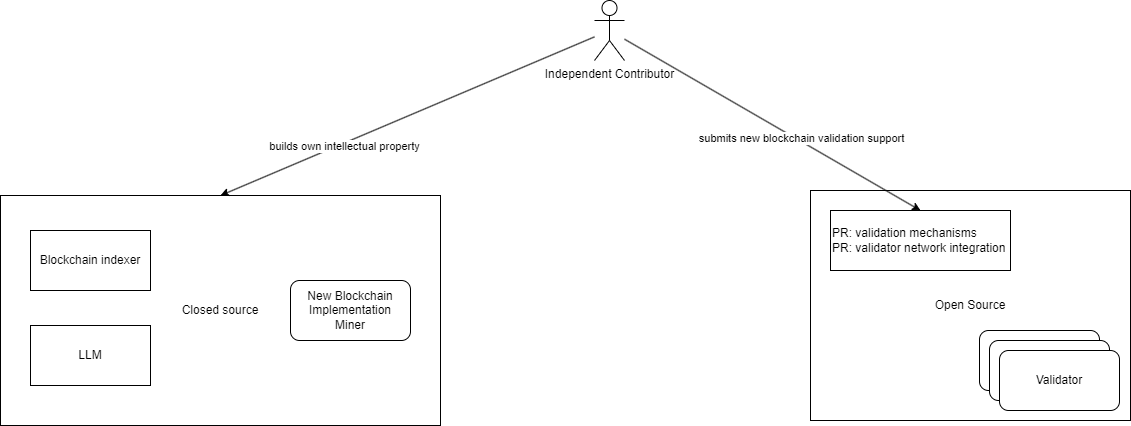 Independent Contributor
builds own intellectual property
submits new blockchain validation support
Blockchain indexer
Closed source
LLM
New Blockchain
Implementation
Miner
PR: validation mechanisms
PR: validator network integration
Open Source
Validator